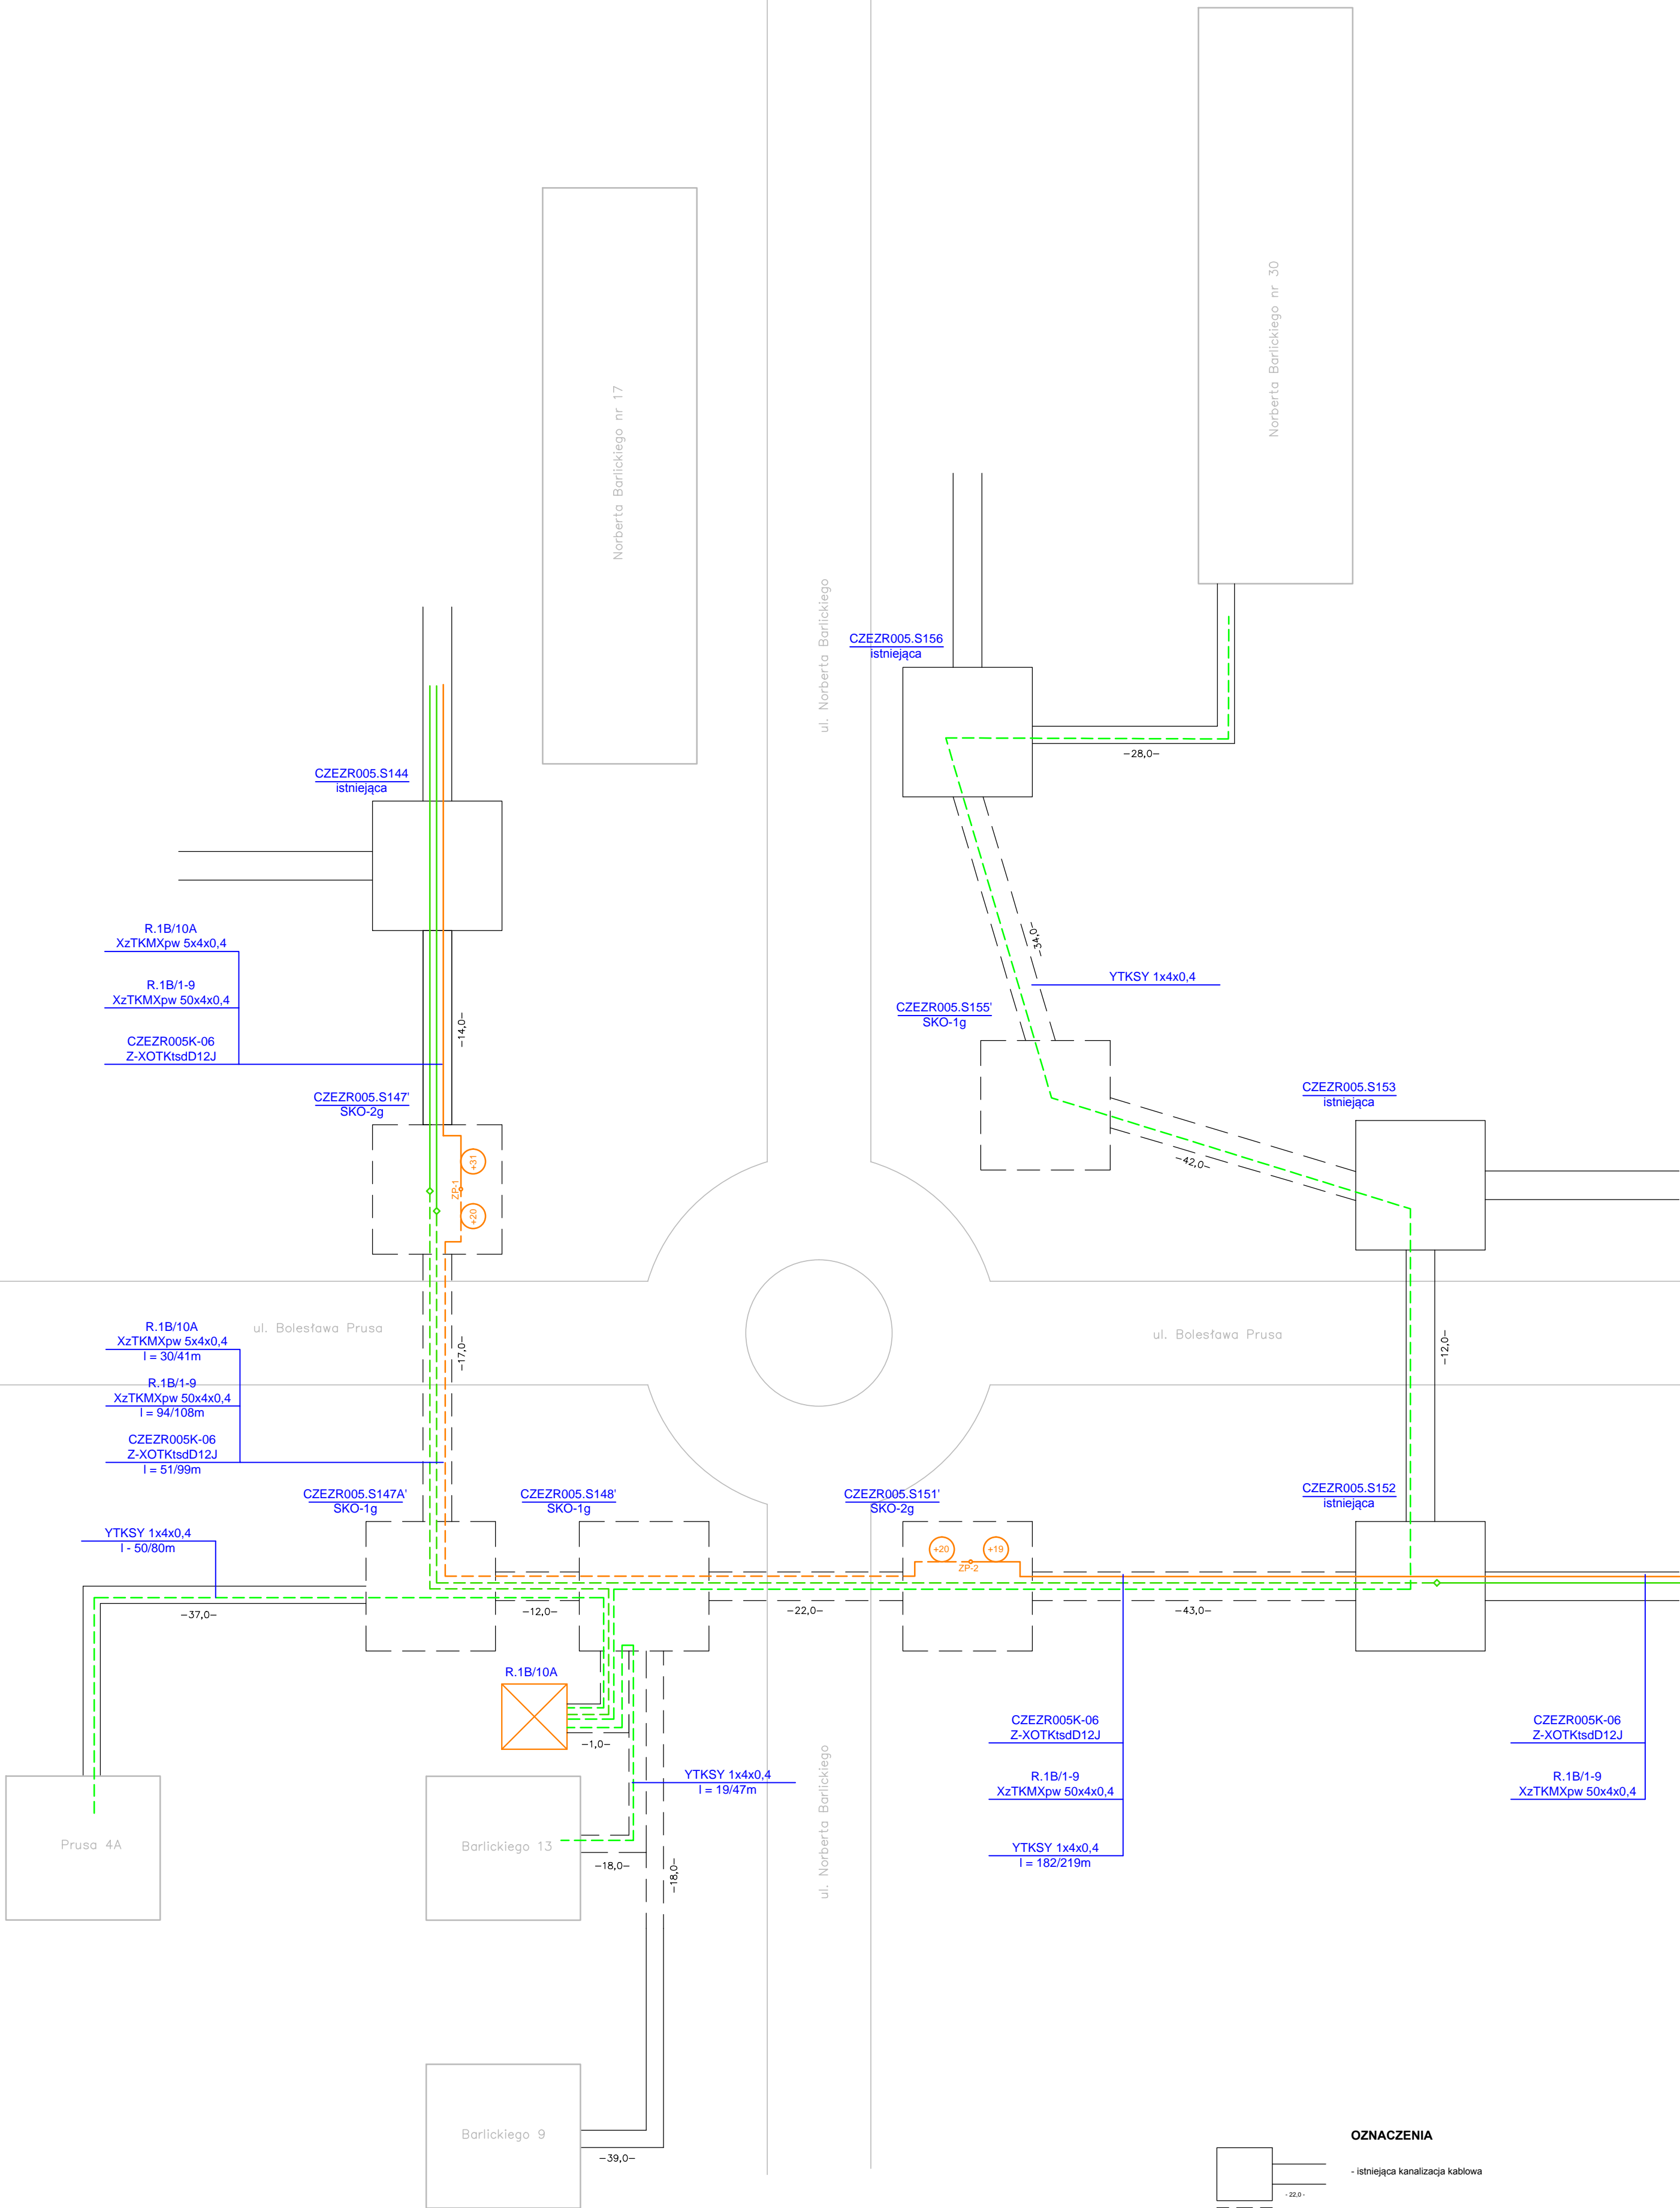 Norberta Barlickiego nr 30
Norberta Barlickiego nr 17
ul. Norberta Barlickiego
CZEZR005.S156
istniejąca
-28,0-
CZEZR005.S144
istniejąca
R.1B/10A
XzTKMXpw 5x4x0,4
R.1B/1-9
XzTKMXpw 50x4x0,4
CZEZR005K-06
Z-XOTKtsdD12J
-14,0-
-34,0-
YTKSY 1x4x0,4
CZEZR005.S155'
SKO-1g
CZEZR005.S147'
SKO-2g
CZEZR005.S153
istniejąca
+31
ZP-1
+20
-42,0-
ul. Bolesława Prusa
ul. Bolesława Prusa
R.1B/10A
XzTKMXpw 5x4x0,4
l = 30/41m
R.1B/1-9
XzTKMXpw 50x4x0,4
l = 94/108m
CZEZR005K-06
Z-XOTKtsdD12J
l = 51/99m
-17,0-
-12,0-
CZEZR005.S147A'
SKO-1g
CZEZR005.S148'
SKO-1g
CZEZR005.S151'
SKO-2g
CZEZR005.S152
istniejąca
YTKSY 1x4x0,4
l - 50/80m
+20
+19
ZP-2
-37,0-
-12,0-
-22,0-
-43,0-
R.1B/10A
-1,0-
CZEZR005K-06
Z-XOTKtsdD12J
R.1B/1-9
XzTKMXpw 50x4x0,4
YTKSY 1x4x0,4
l = 182/219m
CZEZR005K-06
Z-XOTKtsdD12J
R.1B/1-9
XzTKMXpw 50x4x0,4
YTKSY 1x4x0,4
l = 19/47m
ul. Norberta Barlickiego
Prusa 4A
Barlickiego 13
-18,0-
-18,0-
Barlickiego 9
-39,0-
OZNACZENIA
- istniejąca kanalizacja kablowa
- 22,0 -